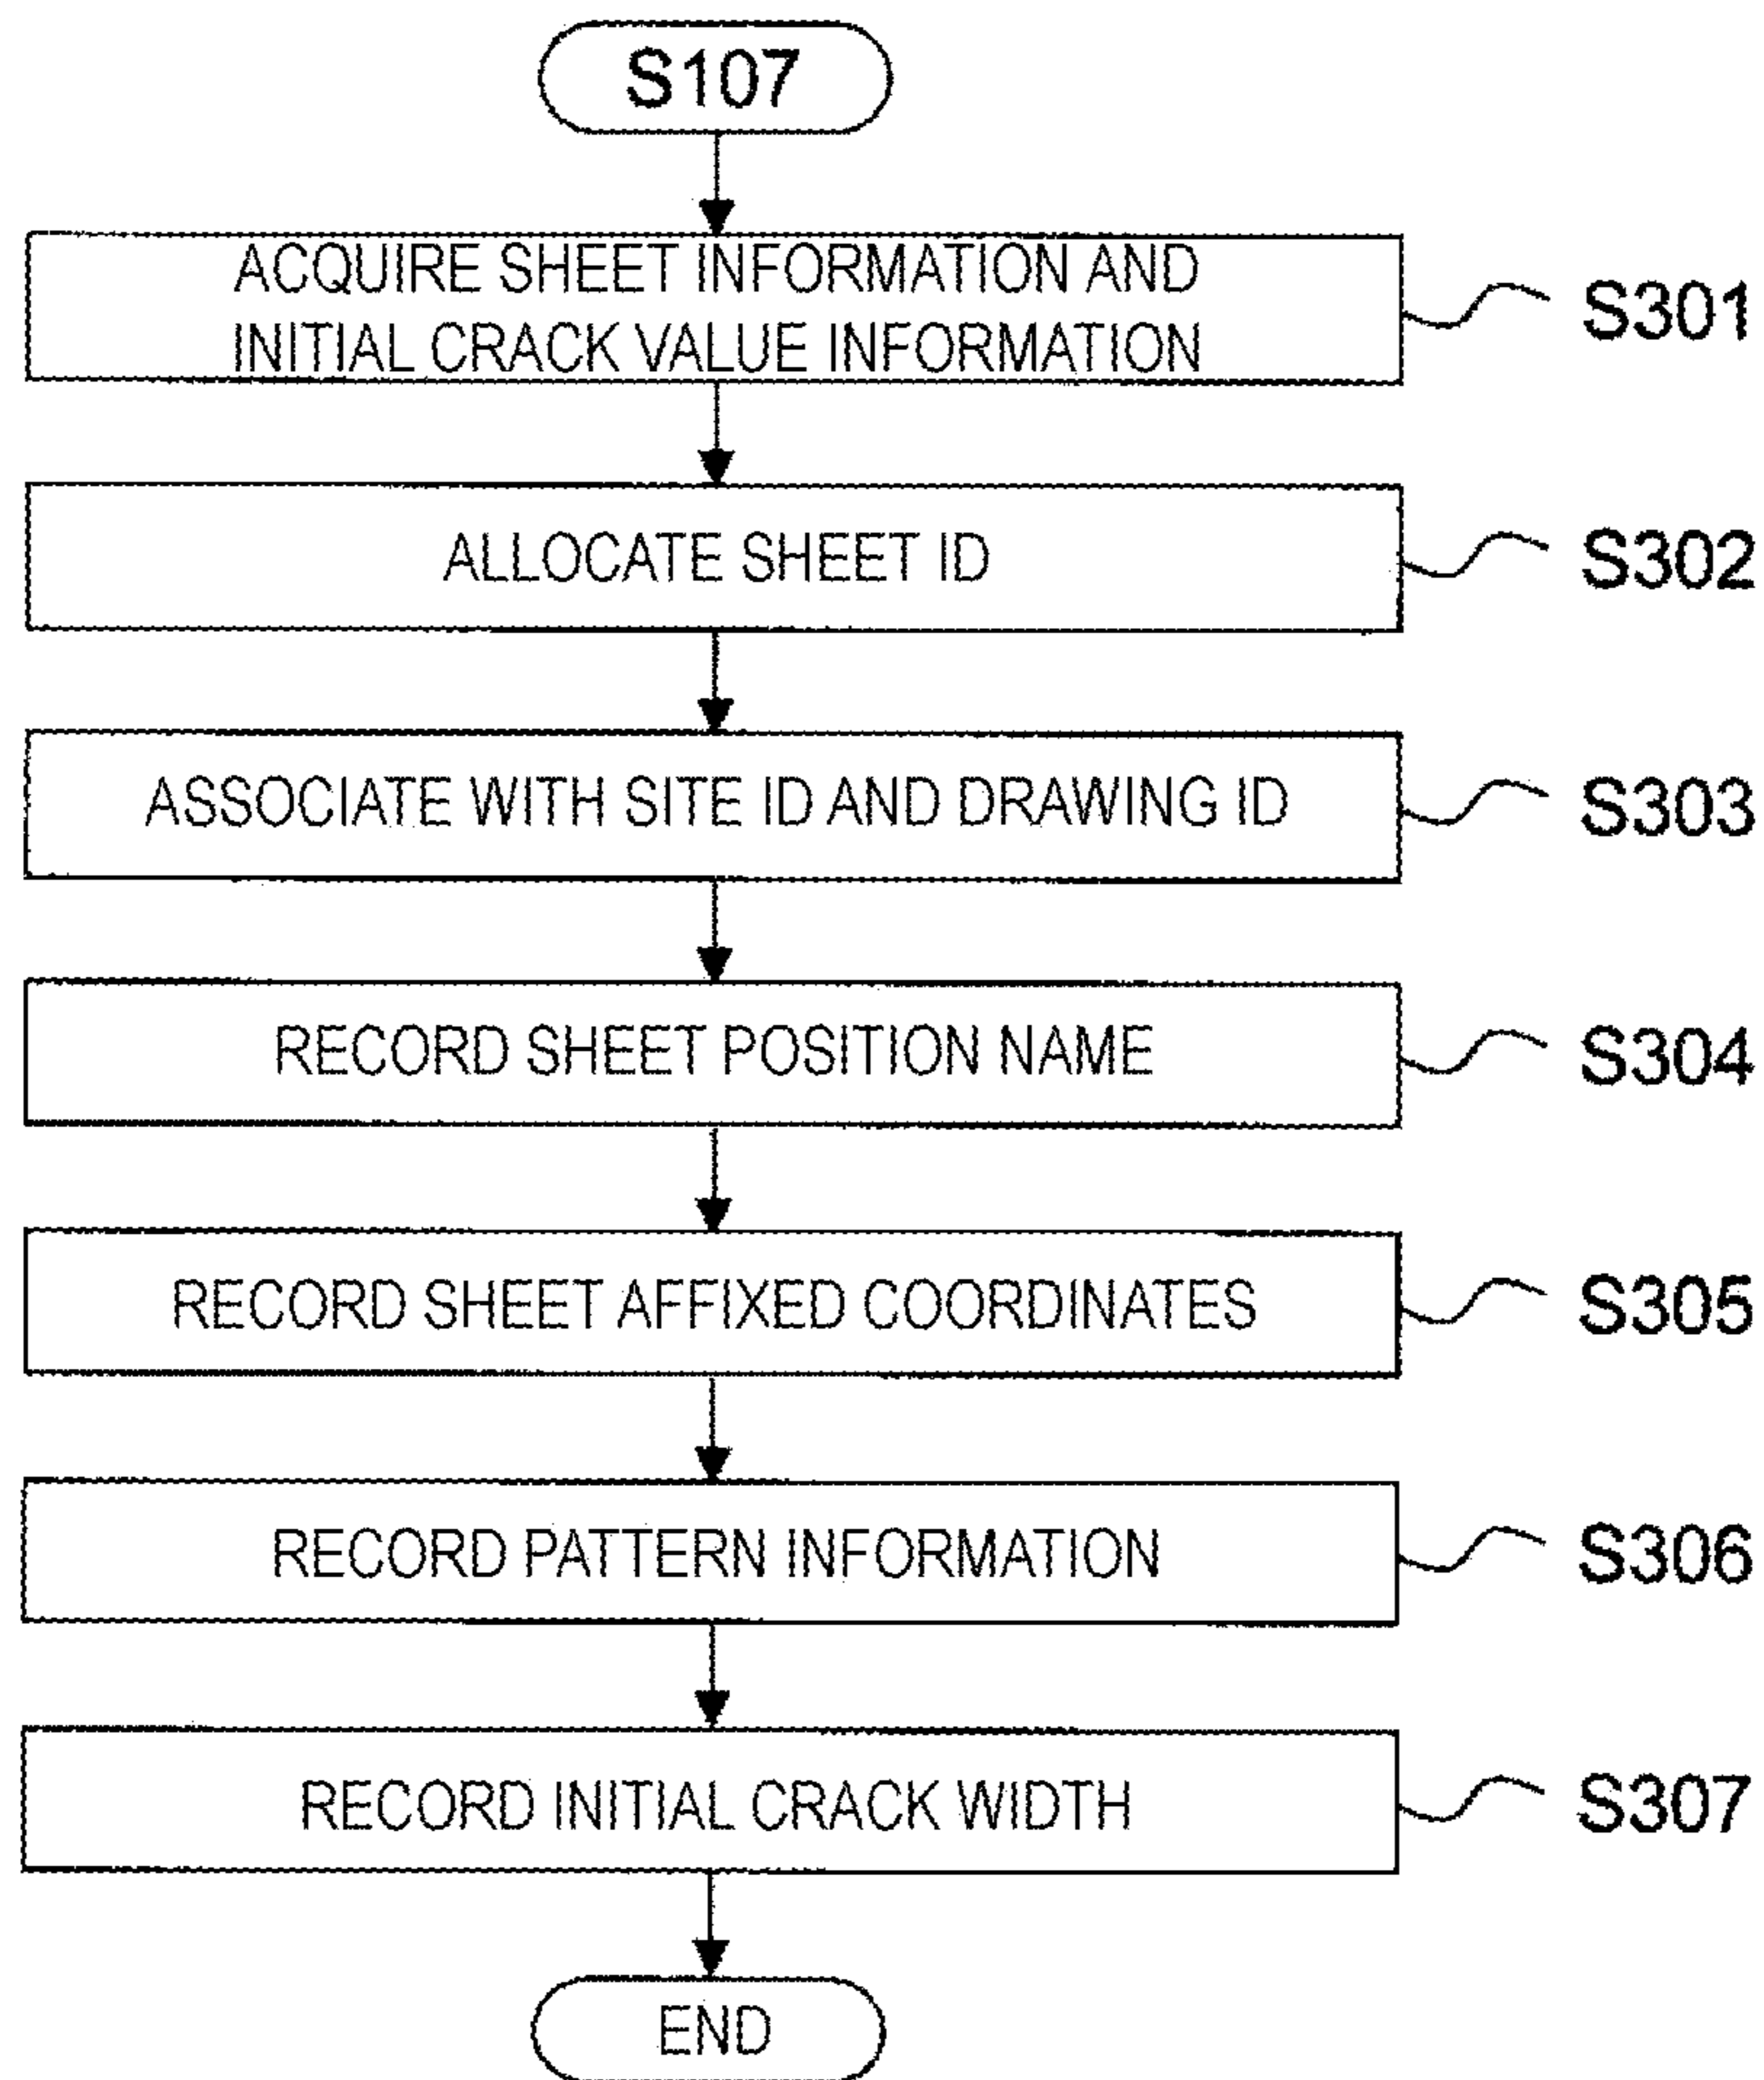 S107
ACQUIRE SHEET INFORMATION AND
INITIAL CRACK VALUE INFORMATION
S301
ALLOCATE SHEET ID
S302
ASSOCIATE WITH SITE ID AND DRAWING ID
S303
RECORD SHEET POSITION NAME
S304
RECORD SHEET AFFIXED COORDINATES
S305
RECORD PATTERN INFORMATION
S306
RECORD INITIAL CRACK WIDTH
S307
END